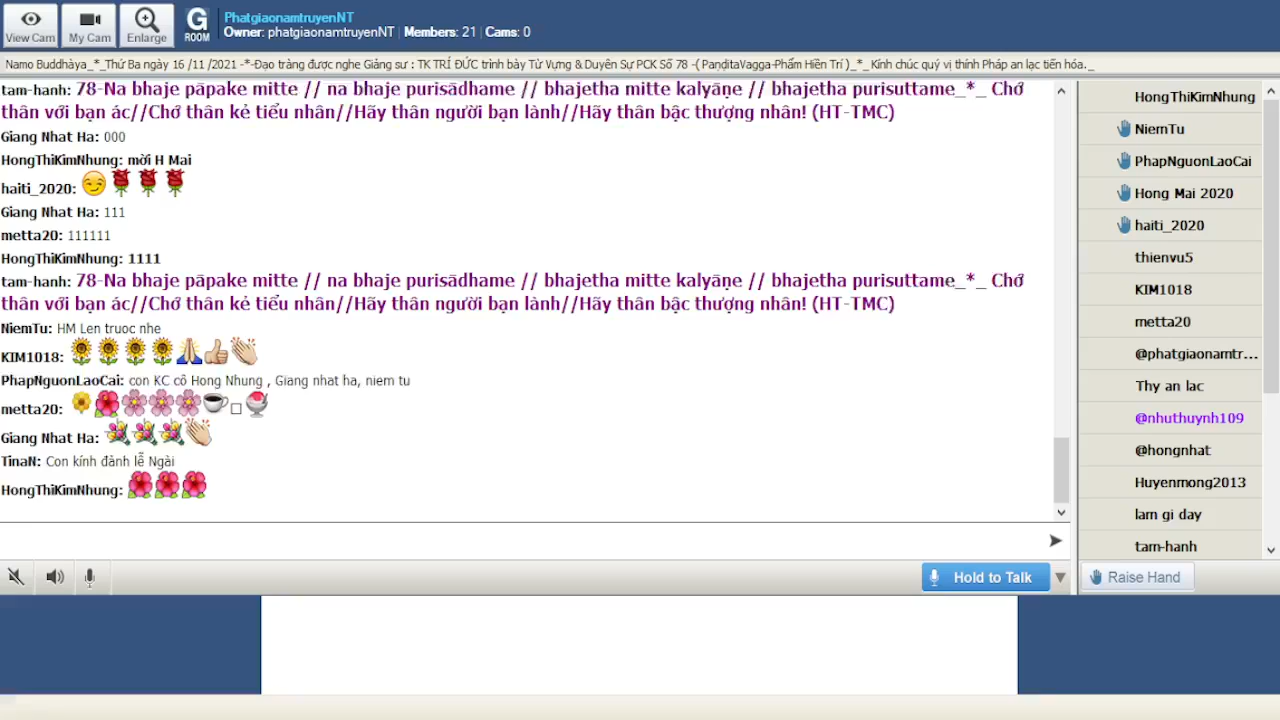 View Cam
My Cam
Enlarge
G
ROOM
PhatgiaonamtruyenNT
Owner: phatgiaonamtruyenNT | Members: 21 | Cams: 0
Namo Buddhàya_*_Thứ Ba ngày 16 /11 /2021 -*-Đạo tràng được nghe Giảng sư : TK TRÍ ĐỨC trình bày Từ Vựng & Duyên Sự PCK Số 78 -( PaṇḍitaVagga-Phẩm Hiền Trí )_*_ Kính chúc quý vị thính Pháp an lạc tiến hóa._
tam-hanh: 78-Na bhaje pāpake mitte // na bhaje purisādhame // bhajetha mitte kalyāṇe // bhajetha purisuttame_*_ Chớ
thân với bạn ác//Chớ thân kẻ tiểu nhân//Hãy thân người bạn lành//Hãy thân bậc thượng nhân! (HT-TMC)
Giang Nhat Ha: 000
HongThiKimNhung: mời H Mai
haiti_2020:
Giang Nhat Ha: 111
metta20: 111111
HongThiKimNhung: 1111
tam-hanh: 78-Na bhaje pāpake mitte // na bhaje purisādhame // bhajetha mitte kalyāṇe // bhajetha purisuttame_*_ Chớ
thân với bạn ác//Chớ thân kẻ tiểu nhân//Hãy thân người bạn lành//Hãy thân bậc thượng nhân! (HT-TMC)
NiemTu: HM Len truoc nhe
KIM1018:
PhapNguonLaoCai: con KC cô Hong Nhung , Giang nhat ha, niem tu
metta20:
Giang Nhat Ha:
TinaN: Con kính đảnh lễ Ngài
HongThiKimNhung:
Hold to Talk
HongThiKimNhung
NiemTu
PhapNguonLaoCai
Hong Mai 2020
haiti_2020
thienvu5
KIM1018
metta20
@phatgiaonamtr...
Thy an lac
@nhuthuynh109
@hongnhat
Huyenmong2013
lam gi day
tam-hanh
Raise Hand